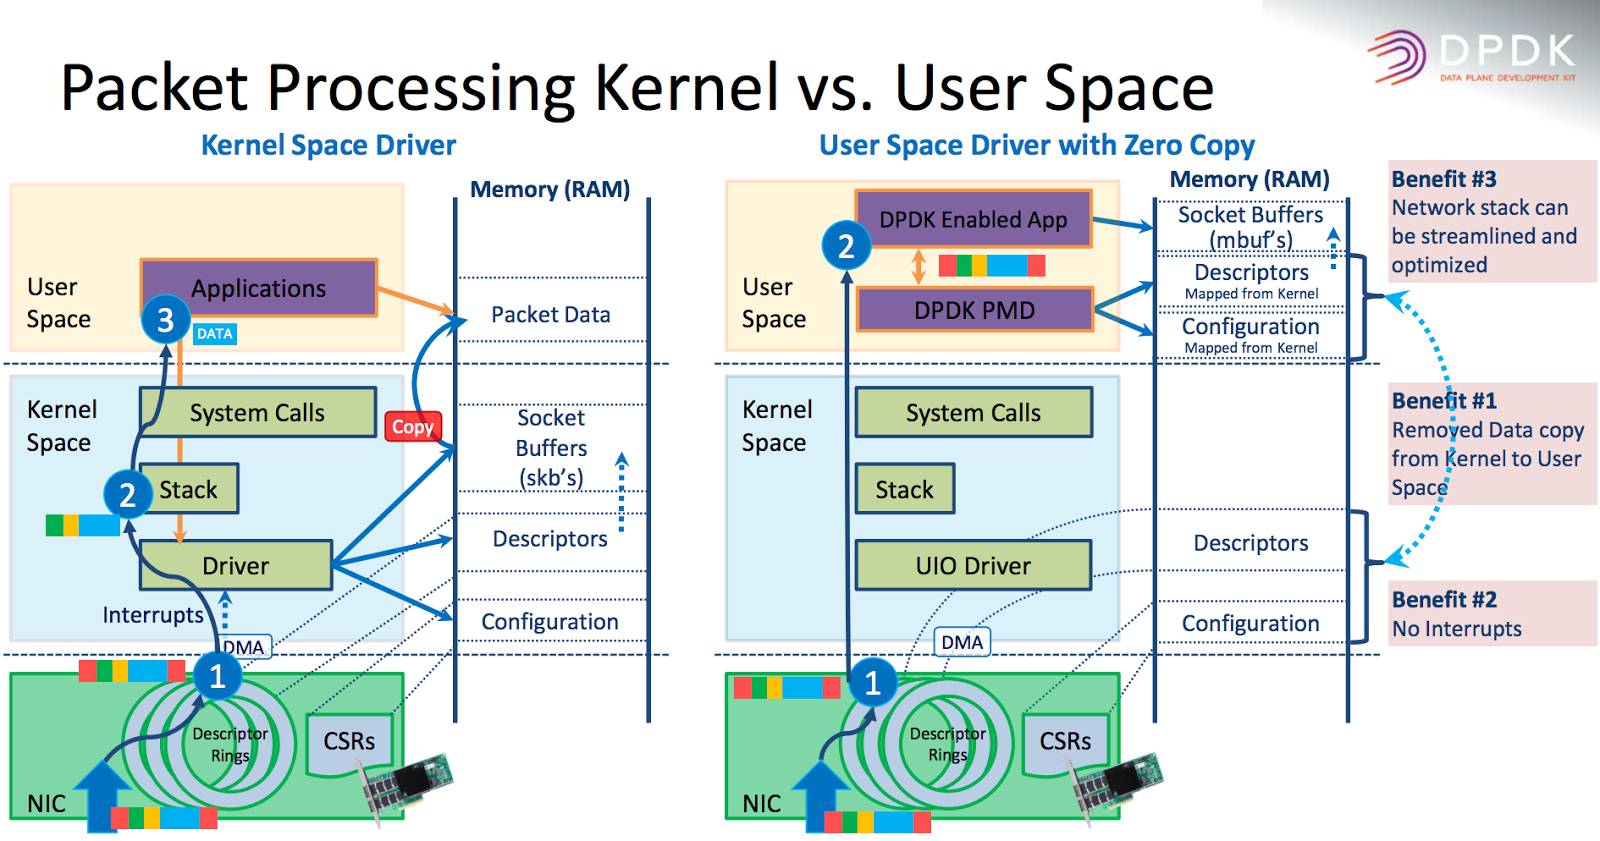 DPDK
DATA PLANE DEVELOPMENT KIT
Packet Processing Kernel vs. User Space
Kernel Space Driver
Memory (RAM)
User
Space
Applications
3
DATA
Packet Data
Kernel
Space
System Calls
Copy
Socket
Buffers
(skb's)
2
Stack
Descriptors
Driver
Interrupts
Configuration
DMA
1
Descriptor
Rings
CSRs
NIC
User Space Driver with Zero Copy
Memory (RAM)
DPDK Enabled App
2
Socket Buffers
(mbuf's)
User
Space
DPDK PMD
Descriptors
Mapped from Kernel
Configuration
Mapped from Kernel
Kernel
Space
System Calls
Stack
UIO Driver
Descriptors
Configuration
DMA
1
Descriptor
Rings
CSRs
NIC
Benefit #3
Network stack can
be streamlined and
optimized
Benefit #1
Removed Data copy
from Kernel to User
Space
Benefit #2
No Interrupts